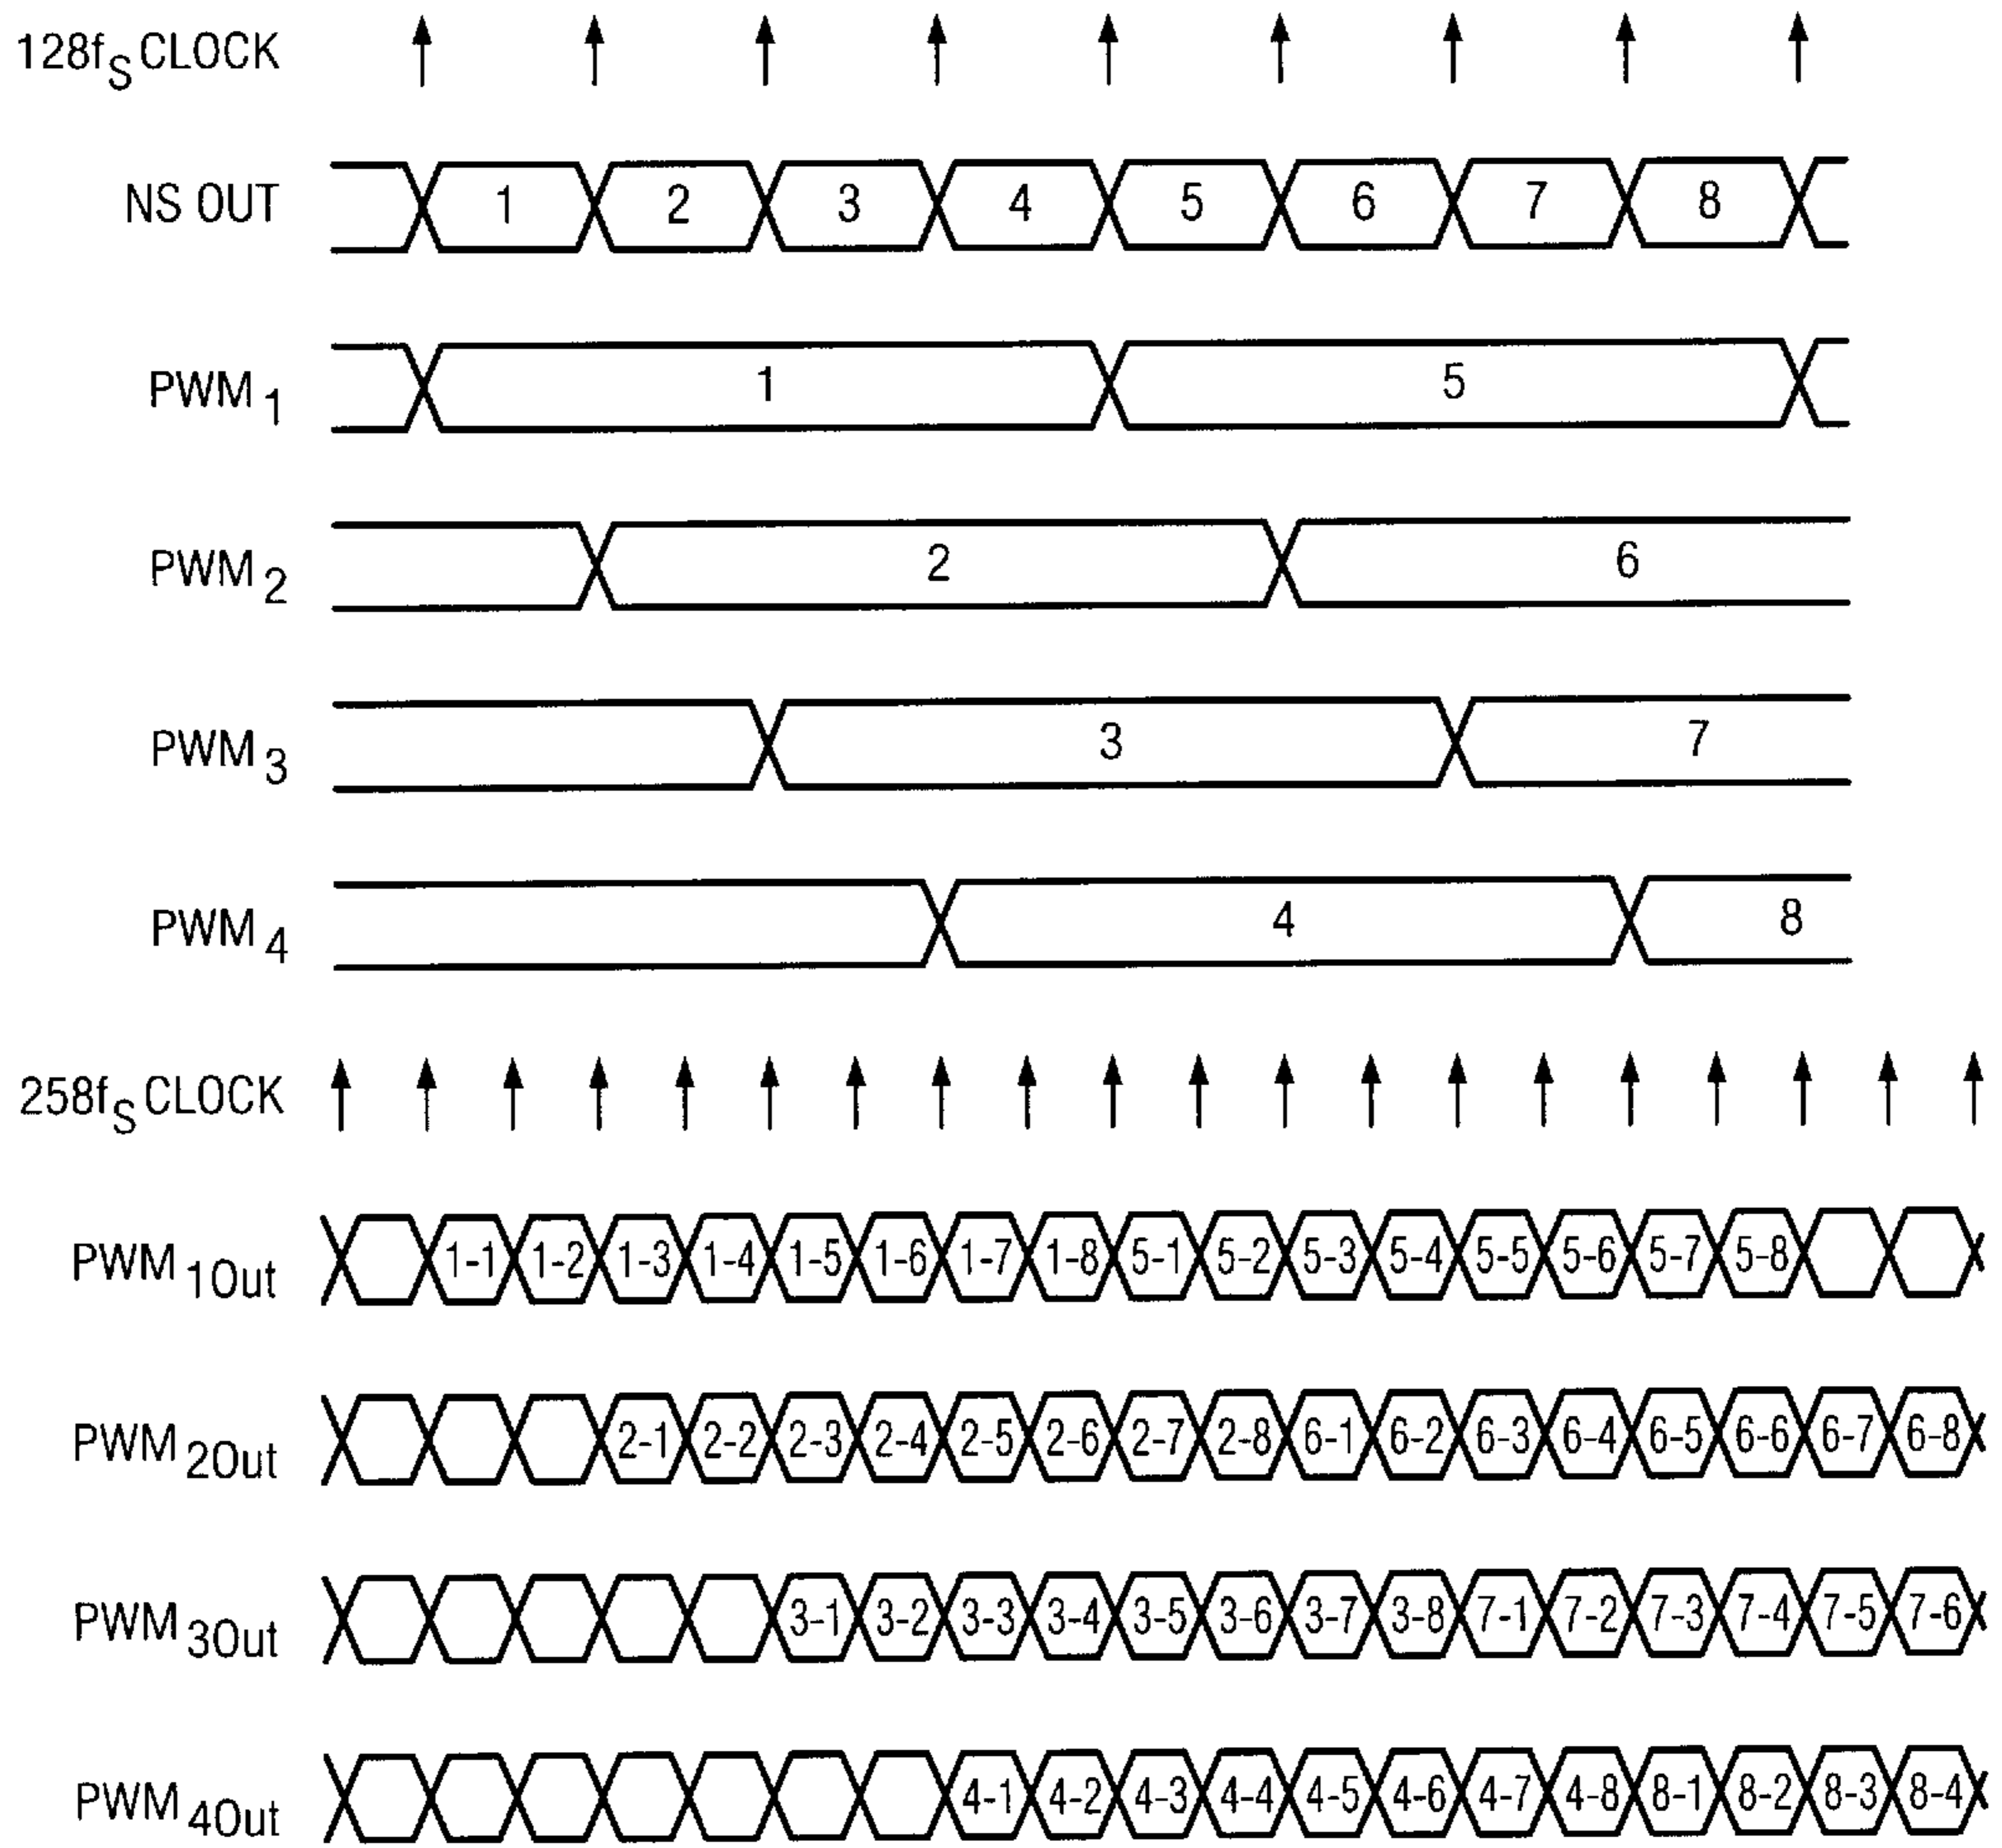 128fS CLOCK
NS OUT 1 2 3 4 5 6 7 8
PWM 1 1 5
PWM 2 2 6
PWM 3 3 7
PWM 4 4 8
258fS CLOCK
PWM 1Out 1-1 1-2 1-3 1-4 1-5 1-6 1-7 1-8 5-1 5-2 5-3 5-4 5-5 5-6 5-7 5-8
PWM 2Out 2-1 2-2 2-3 2-4 2-5 2-6 2-7 2-8 6-1 6-2 6-3 6-4 6-5 6-6 6-7 6-8
PWM 3Out 3-1 3-2 3-3 3-4 3-5 3-6 3-7 3-8 7-1 7-2 7-3 7-4 7-5 7-6
PWM 4Out 4-1 4-2 4-3 4-4 4-5 4-6 4-7 4-8 8-1 8-2 8-3 8-4